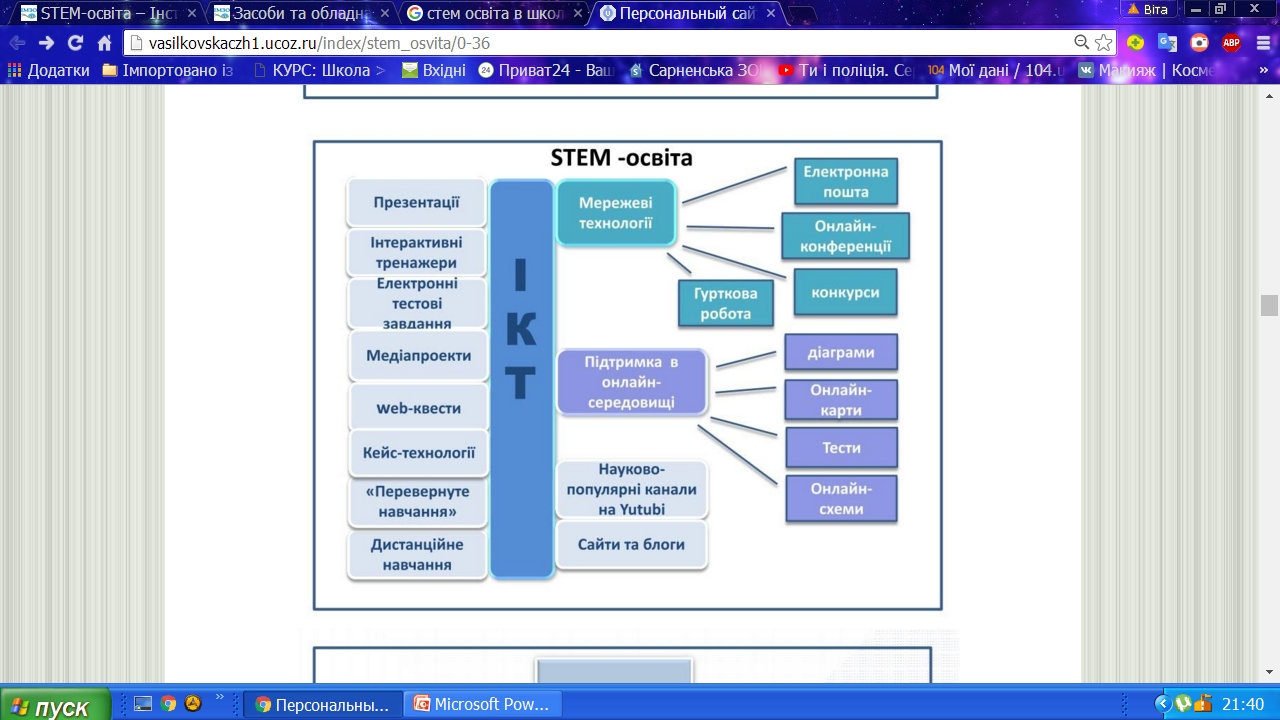 STEM-освіта – Інст
Засоби та обладна
стем освіта в школ
Персональный сай
Віта
vasilkovskaczh1.ucoz.ru/index/stem_osvita/0-36
Додатки
Імпортовано із
КУРС: Школа >
Вхідні
Приват24 - Ваш
Сарненська ЗО
Ти і поліція. Се
Мої дані / 104.u
Макияж | Косме
»
STEM -освіта
Презентації
Інтерактивні
тренажери
Електронні
тестові
завдання
Медіапроекти
web-квести
Кейс-технології
«Перевернуте
навчання»
Дистанційне
навчання
І
К
Т
Мережеві
технології
Електронна
пошта
Онлайн-
конференції
конкурси
Гурткова
робота
Підтримка в
онлайн-
середовищі
діаграми
Онлайн-
карти
Тести
Онлайн-
схеми
Науково-
популярні канали
на Yutubi
Сайти та блоги
пуск
»
Персональны...
Microsoft Pow...
21:40